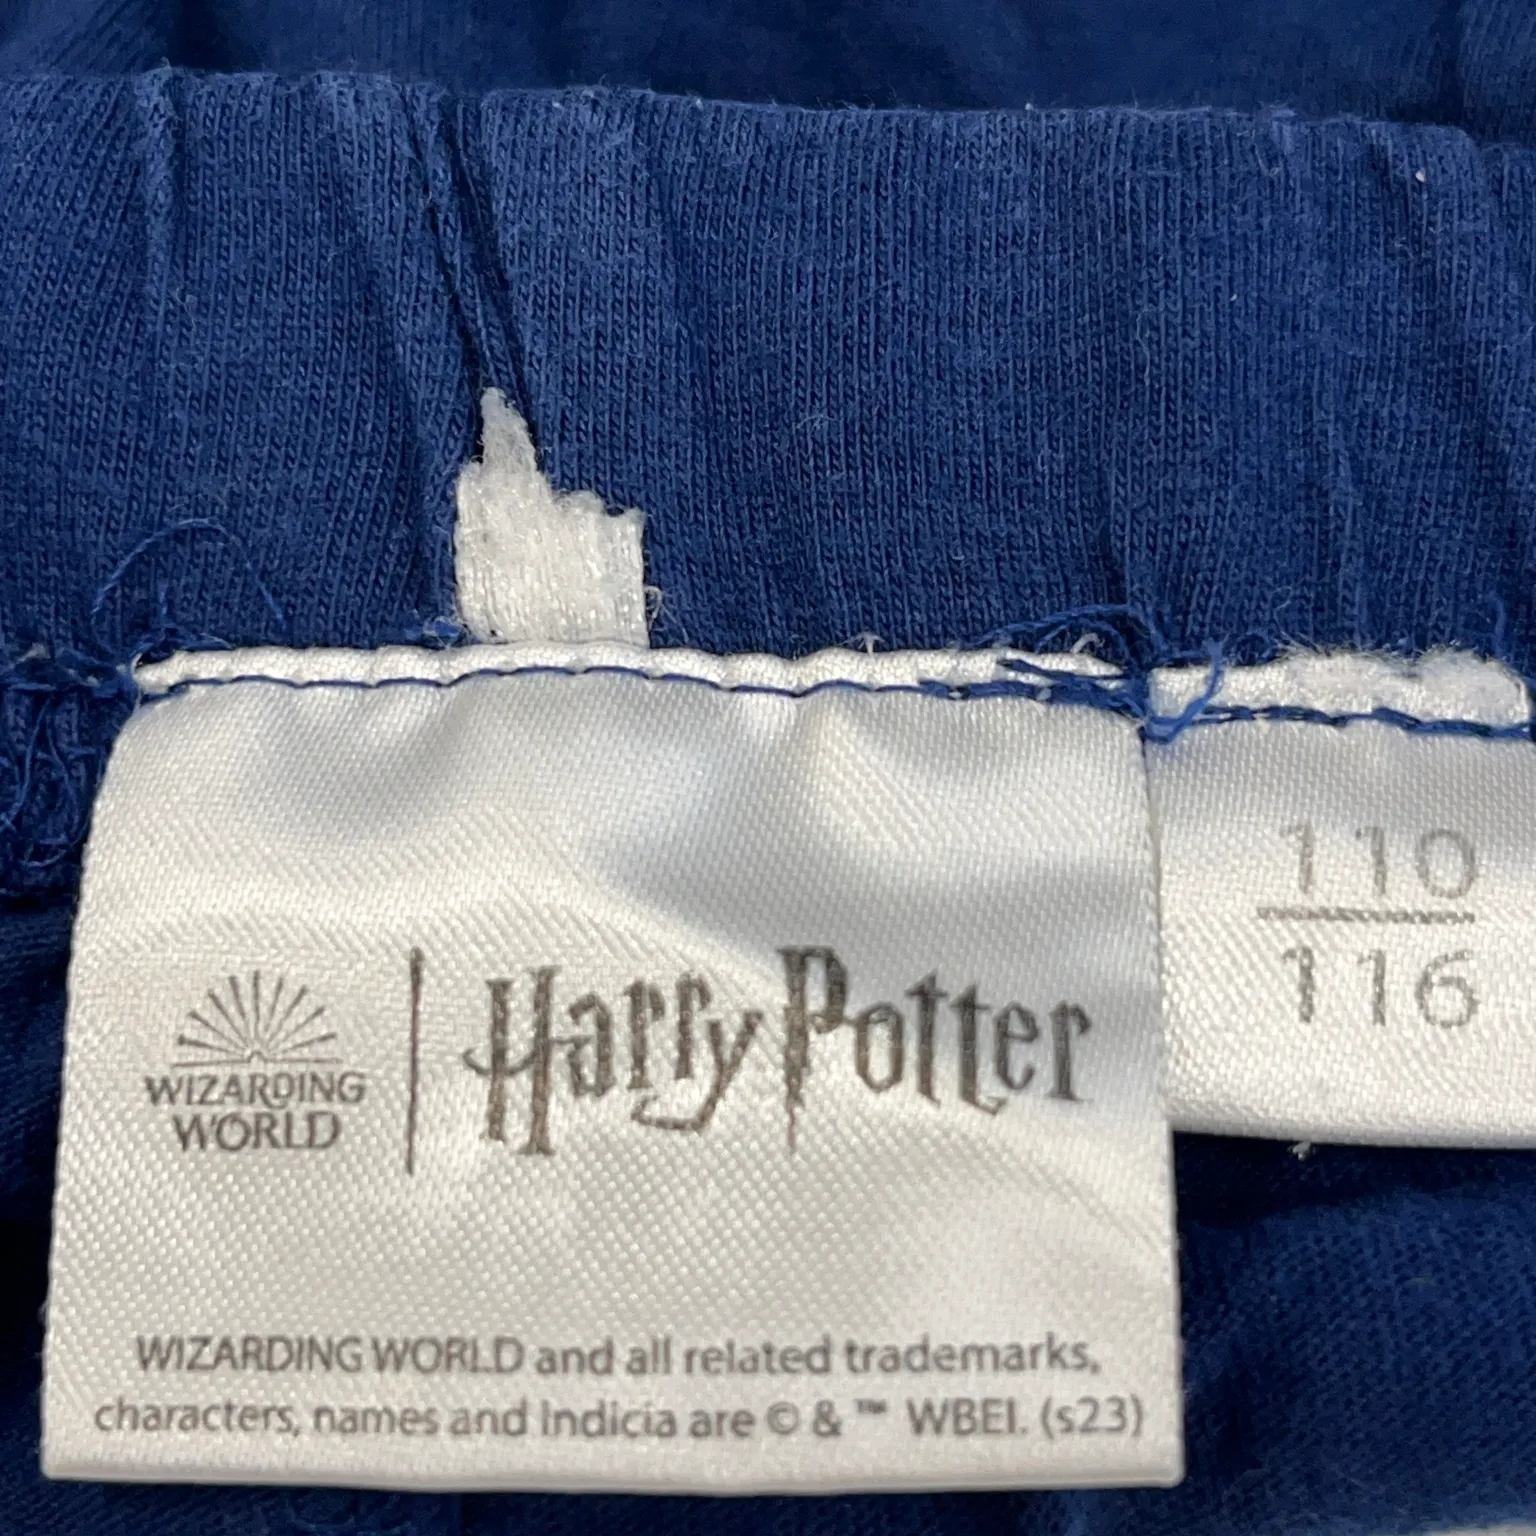 WIZARDING
WORLD
Harry Potter
WIZARDING WORLD and all related trademarks,
characters, names and indicia are © & ™ WBEI. (s23)
110
116